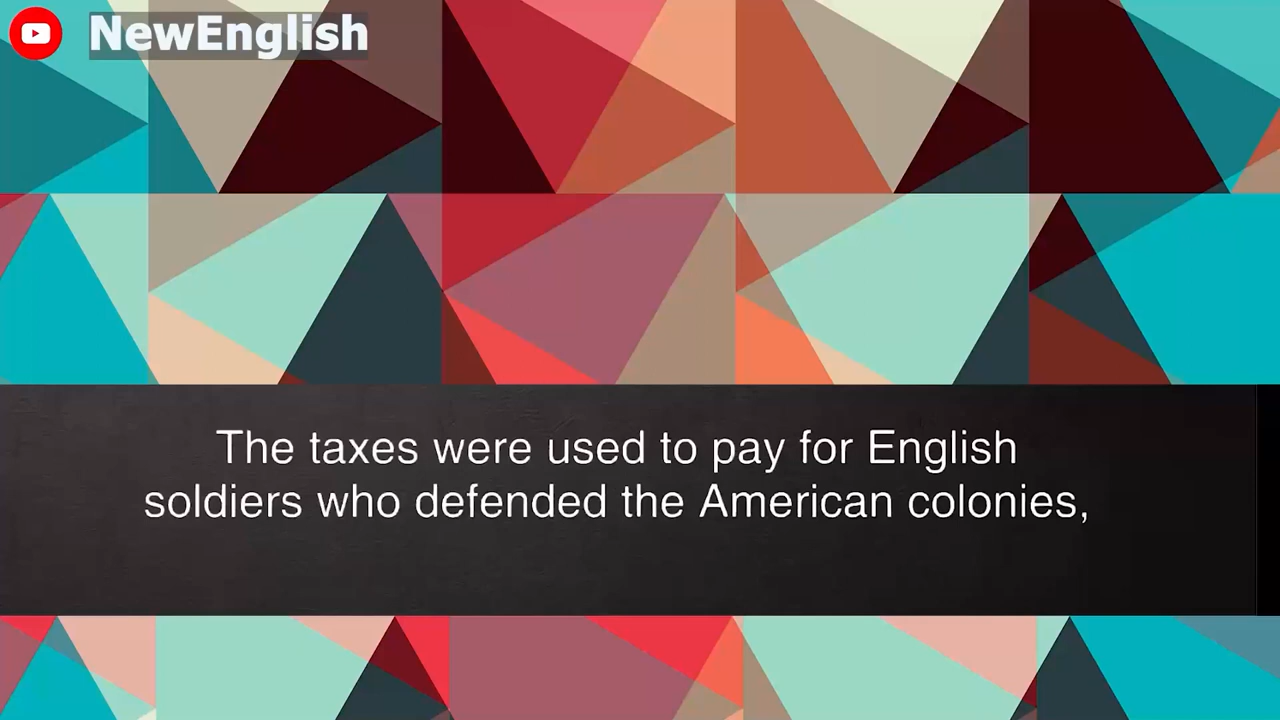 NewEnglish
The taxes were used to pay for English
soldiers who defended the American colonies,